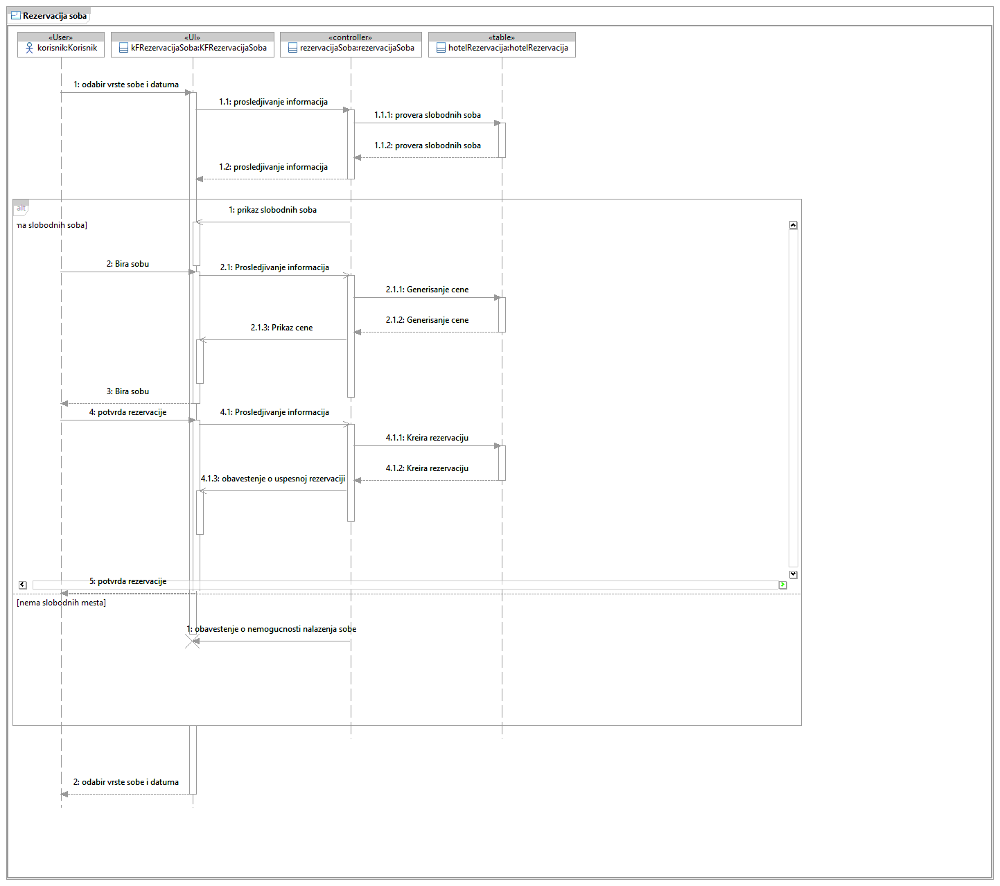 Rezervacija soba
«User»
korisnik:Korisnik
«UI»
kFRezervacijaSoba:KFRezervacijaSoba
«controller»
rezervacijaSoba:rezervacijaSoba
«table»
hotelRezervacija:hotelRezervacija
1: odabir vrste sobe i datuma
1.1: prosledjivanje informacija
1.1.1: provera slobodnih soba
1.1.2: provera slobodnih soba
1.2: prosledjivanje informacija
alt
1: prikaz slobodnih soba
ma slobodnih soba]
2: Bira sobu
2.1: Prosledjivanje informacija
2.1.1: Generisanje cene
2.1.2: Generisanje cene
2.1.3: Prikaz cene
3: Bira sobu
4: potvrda rezervacije
4.1: Prosledjivanje informacija
4.1.1: Kreira rezervaciju
4.1.2: Kreira rezervaciju
4.1.3: obavestenje o uspesnoj rezervaciji
5: potvrda rezervacije
[nema slobodnih mesta]
1: obavestenje o nemogucnosti nalazenja sobe
2: odabir vrste sobe i datuma